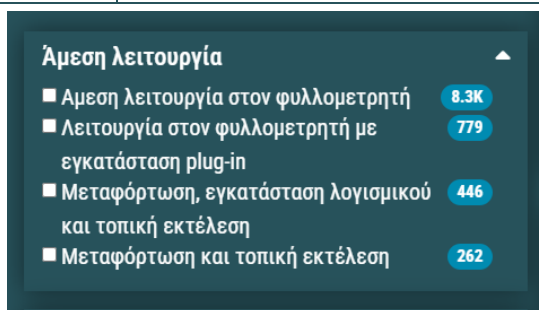 Άμεση λειτουργία
Αμεση λειτουργία στον φυλλομετρητή 8.3K
Λειτουργία στον φυλλομετρητή με 779
εγκατάσταση plug-in
Μεταφόρτωση, εγκατάσταση λογισμικού 446
και τοπική εκτέλεση
Μεταφόρτωση και τοπική εκτέλεση 262